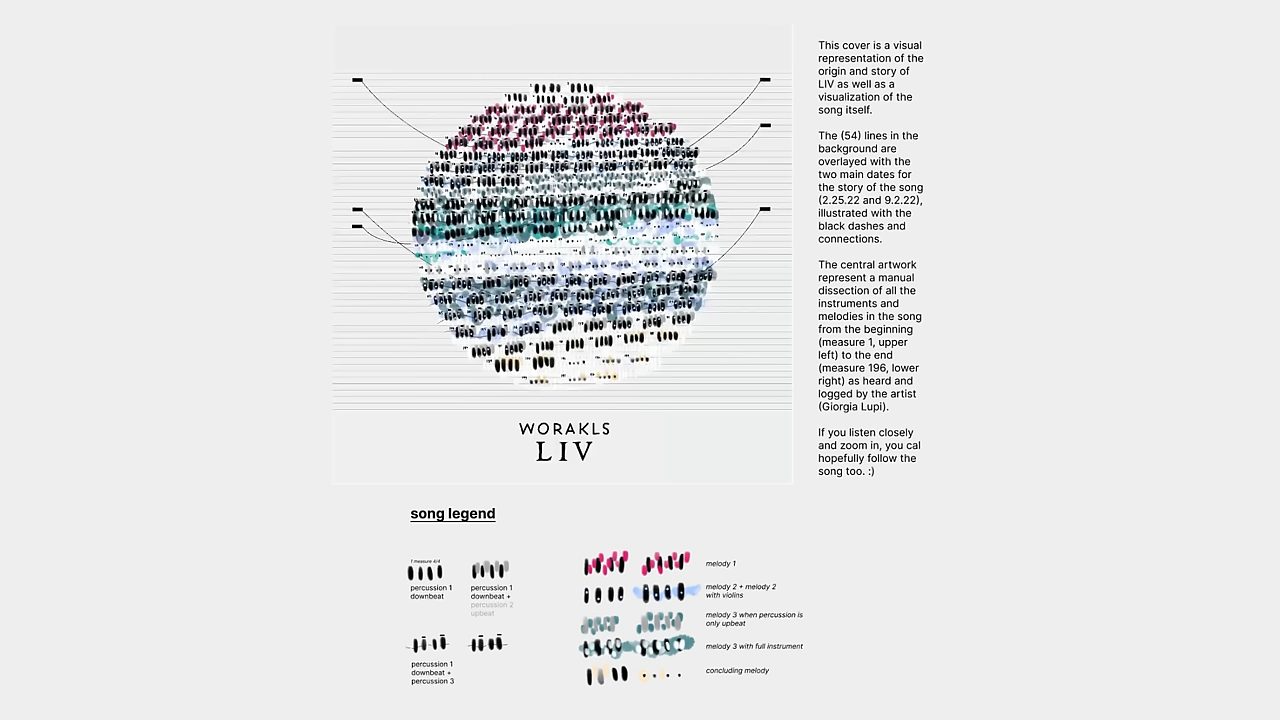 This cover is a visual
representation of the
origin and story of
LIV as well as a
visualization of the
song itself.
The (54) lines in the
background are
overlayed with the
two main dates for
the story of the song
(2.25.22 and 9.2.22),
illustrated with the
black dashes and
connections.
The central artwork
represent a manual
dissection of all the
instruments and
melodies in the song
from the beginning
(measure 1, upper
left) to the end
(measure 196, lower
right) as heard and
logged by the artist
(Giorgia Lupi).
If you listen closely
and zoom in, you cal
hopefully follow the
song too. :)
WORAKLS
LIV
song legend
1 measure 4/4
percussion 1
downbeat
percussion 1
downbeat +
percussion 2
upbeat
percussion 1
downbeat +
percussion 3
melody 1
melody 2 + melody 2
with violins
melody 3 when percussion is
only upbeat
melody 3 with full instrument
concluding melody